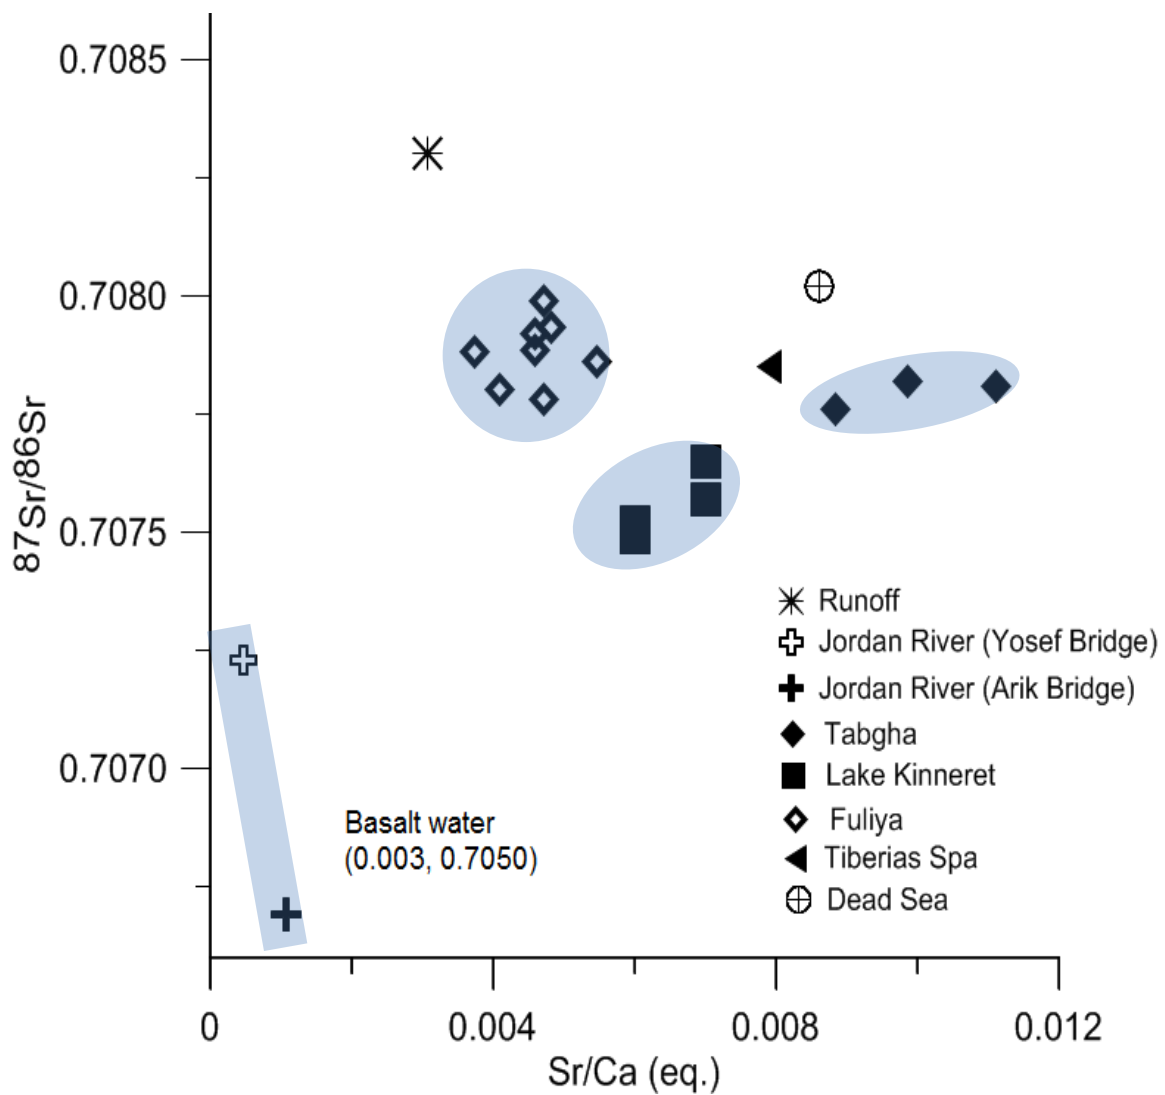 0.7085
0.7080
0.7075
0.7070
87Sr/86Sr
Basalt water
(0.003, 0.7050)
Runoff
Jordan River (Yosef Bridge)
Jordan River (Arik Bridge)
Tabgha
Lake Kinneret
Fuliya
Tiberias Spa
Dead Sea
0 0.004 0.008 0.012
Sr/Ca (eq.)